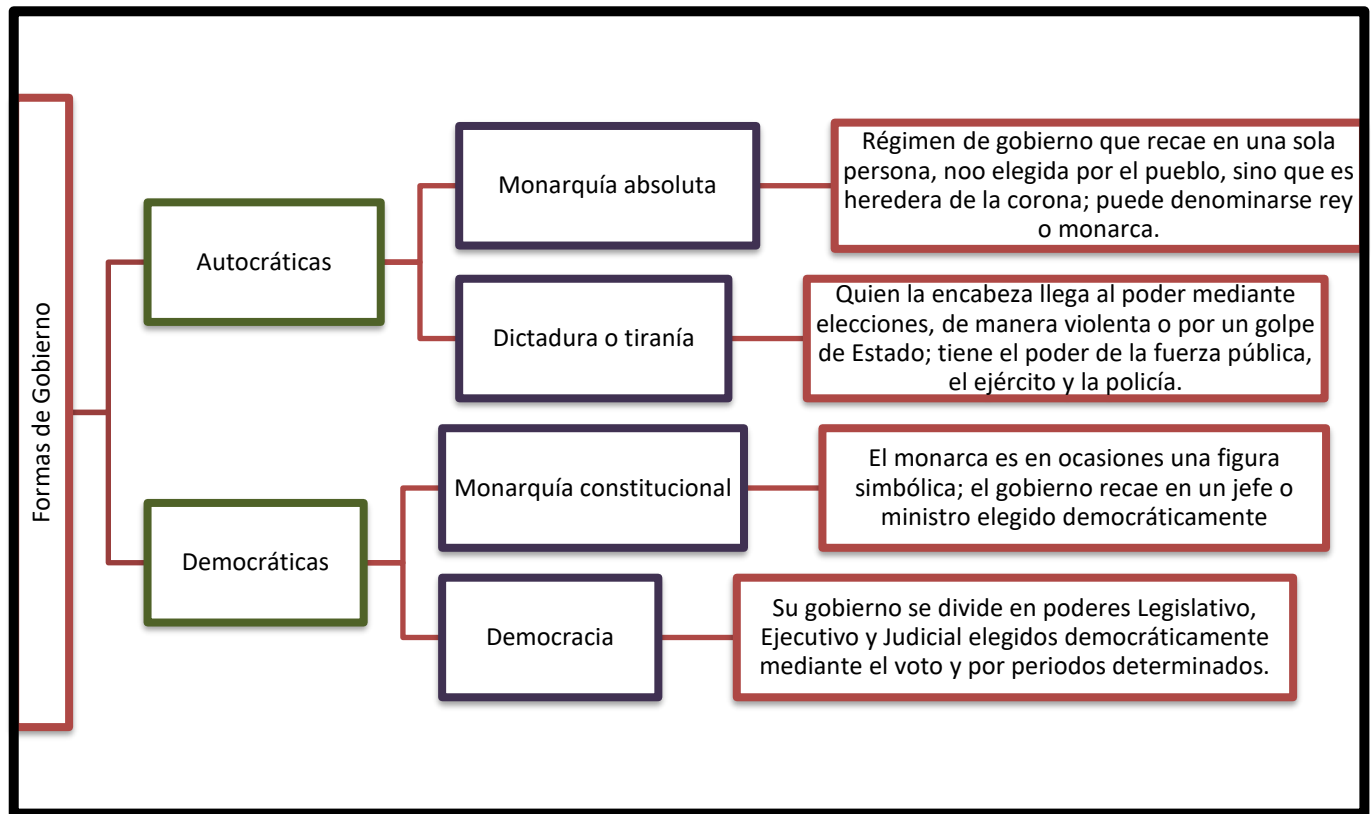 Formas de Gobierno
Autocráticas
Monarquía absoluta
Régimen de gobierno que recae en una sola
persona, noo elegida por el pueblo, sino que es
heredera de la corona; puede denominarse rey
o monarca.
Dictadura o tiranía
Quien la encabeza llega al poder mediante
elecciones, de manera violenta o por un golpe
de Estado; tiene el poder de la fuerza pública,
el ejército y la policía.
Democráticas
Monarquía constitucional
El monarca es en ocasiones una figura
simbólica; el gobierno recae en un jefe o
ministro elegido democráticamente
Democracia
Su gobierno se divide en poderes Legislativo,
Ejecutivo y Judicial elegidos democráticamente
mediante el voto y por periodos determinados.